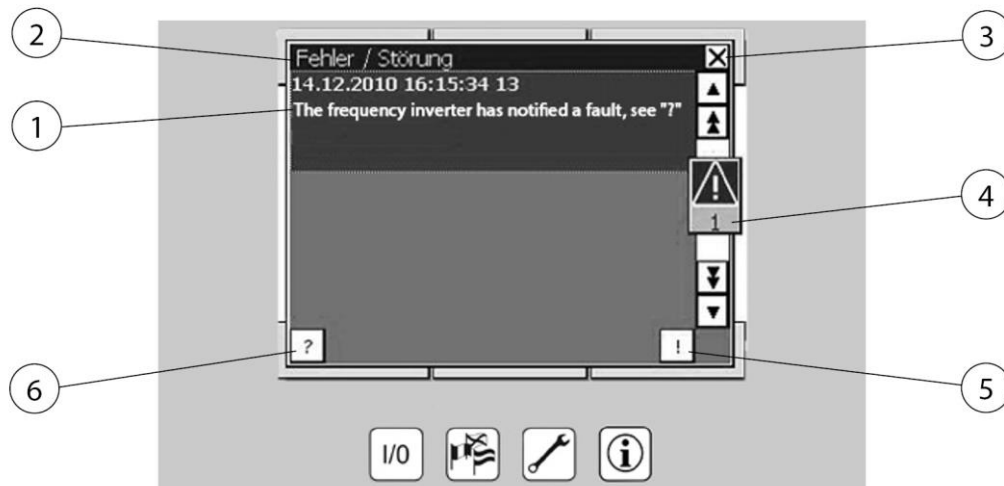 2
3
Fehler / Störung
14.12.2010 16:15:34 13
The frequency inverter has notified a fault, see "?"
1
4
!
1
?
!
6
5
I/0
i